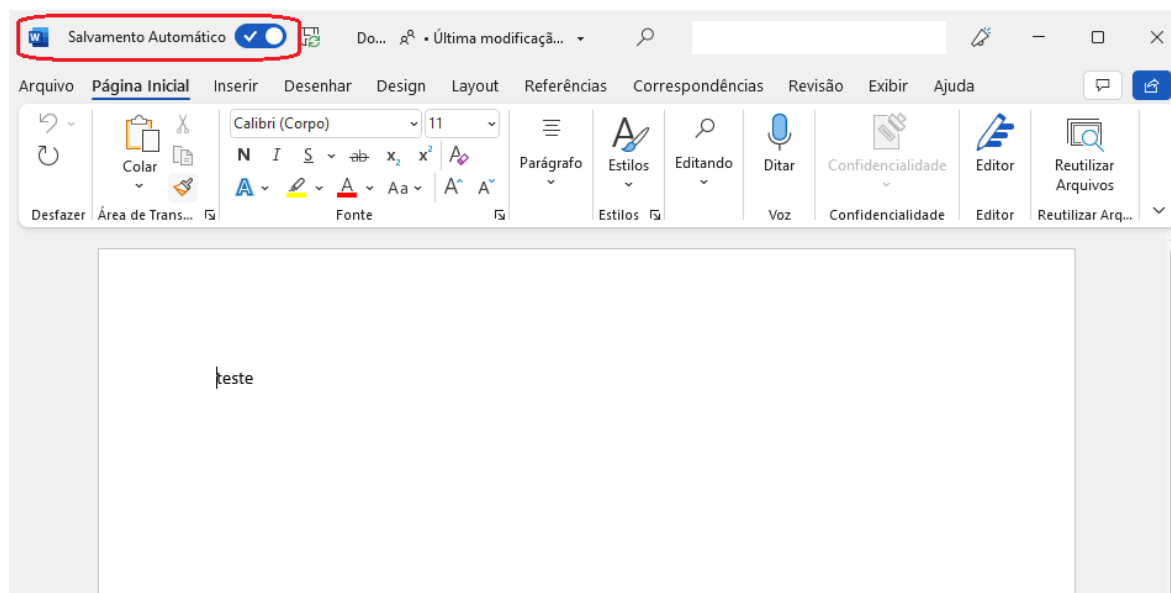 W Salvamento Automático Do... • Última modificaçã...
Arquivo Página Inicial Inserir Desenhar Design Layout Referências Correspondências Revisão Exibir Ajuda
Calibri (Corpo) 11
N I S ab x₂ x² A
Colar Parágrafo Estilos Editando Ditar Confidencialidade Editor Reutilizar Arquivos
A A Aa A^ Aˇ
Desfazer Área de Trans... Fonte Estilos Voz Confidencialidade Editor Reutilizar Arq...
teste